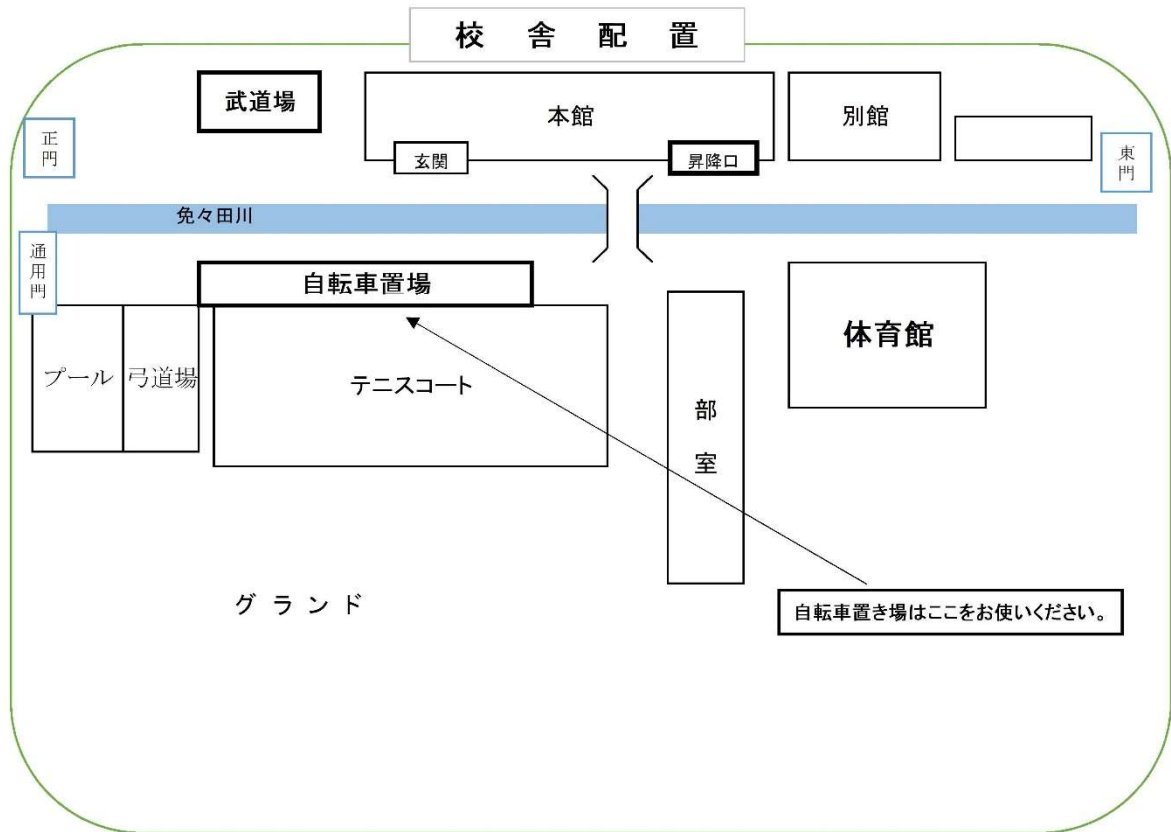 校 舎 配 置
武道場
本館
別館
正門
玄関
昇降口
東門
免々田川
通用門
自転車置場
体育館
プール
弓道場
テニスコート
部室
グランド
自転車置き場はここをお使いください。